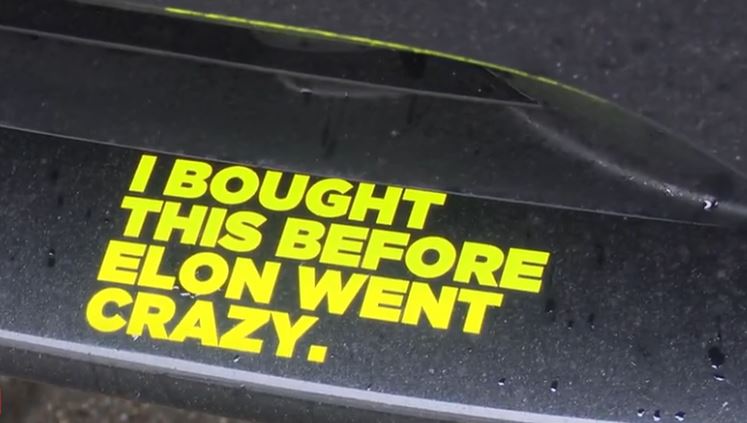 I BOUGHT
THIS BEFORE
ELON WENT
CRAZY.